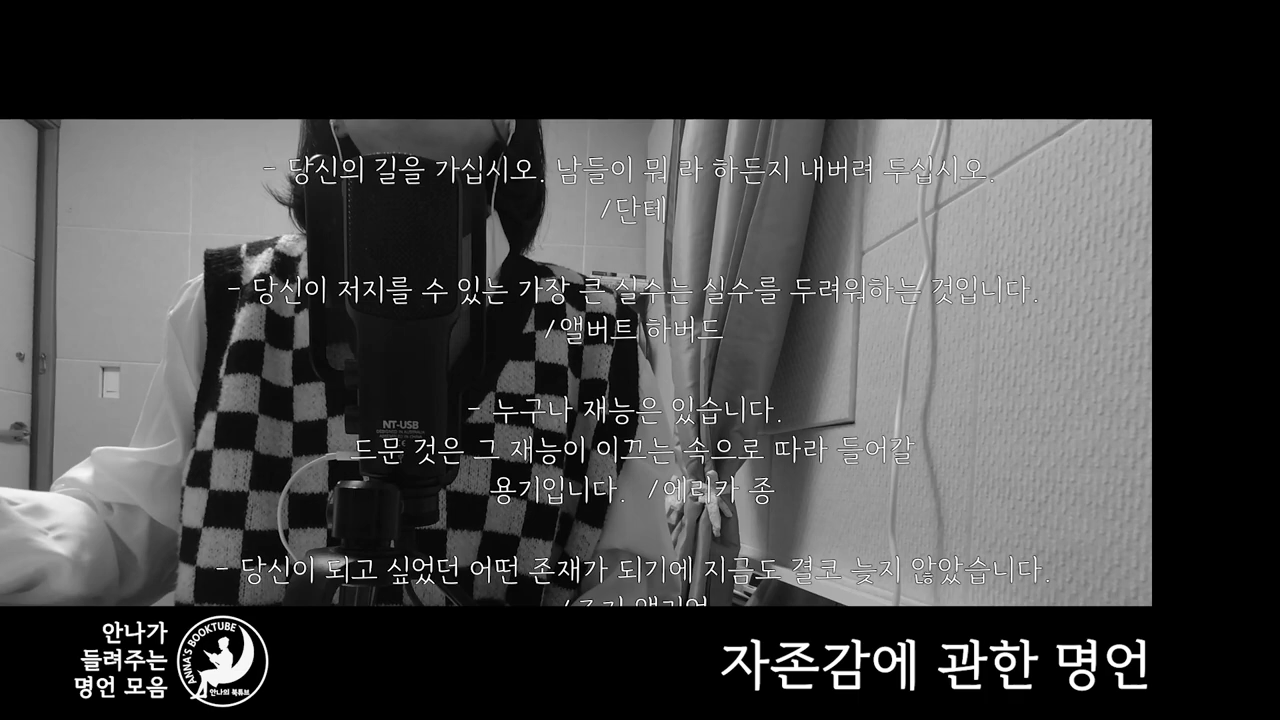 - 당신의 길을 가십시오. 남들이 뭐 라 하든지 내버려 두십시오.
/단테
- 당신이 저지를 수 있는 가장 큰 실수는 실수를 두려워하는 것입니다.
/앨버트 하버드
- 누구나 재능은 있습니다.
드문 것은 그 재능이 이끄는 속으로 따라 들어갈
용기입니다. /에리카 종
- 당신이 되고 싶었던 어떤 존재가 되기에 지금도 결코 늦지 않았습니다.
NT-USB
안나가
들려주는
명언 모음
ANNA'S BOOKTUBE
안나의 북튜브
자존감에 관한 명언